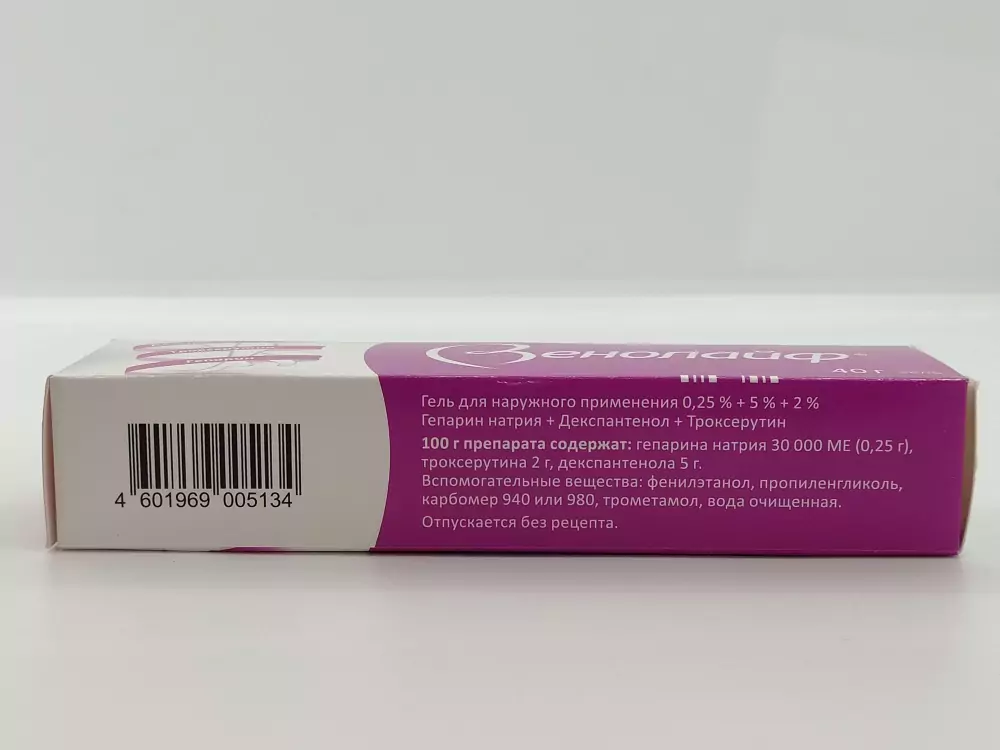 Гепарин
Венолайф®
40 г
Гель для наружного применения 0,25 % + 5 % + 2 %
Гепарин натрия + Декспантенол + Троксерутин
100 г препарата содержат: гепарина натрия 30 000 МЕ (0,25 г),
троксерутина 2 г, декспантенола 5 г.
Вспомогательные вещества: фенилэтанол, пропиленгликоль,
карбомер 940 или 980, трометамол, вода очищенная.
Отпускается без рецепта.
4 601969 005134